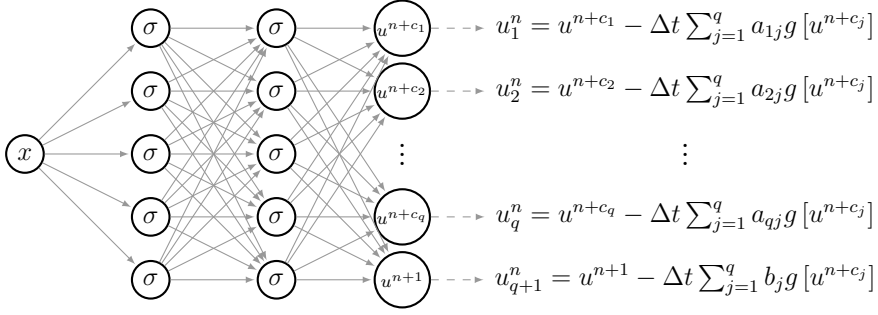 σ σ u^{n+c_1} u_1^n = u^{n+c_1} − Δt ∑_{j=1}^q a_{1j} g [u^{n+c_j}]
σ σ u^{n+c_2} u_2^n = u^{n+c_2} − Δt ∑_{j=1}^q a_{2j} g [u^{n+c_j}]
x σ σ ⋮ ⋮
σ σ u^{n+c_q} u_q^n = u^{n+c_q} − Δt ∑_{j=1}^q a_{qj} g [u^{n+c_j}]
σ σ u^{n+1} u_{q+1}^n = u^{n+1} − Δt ∑_{j=1}^q b_j g [u^{n+c_j}]